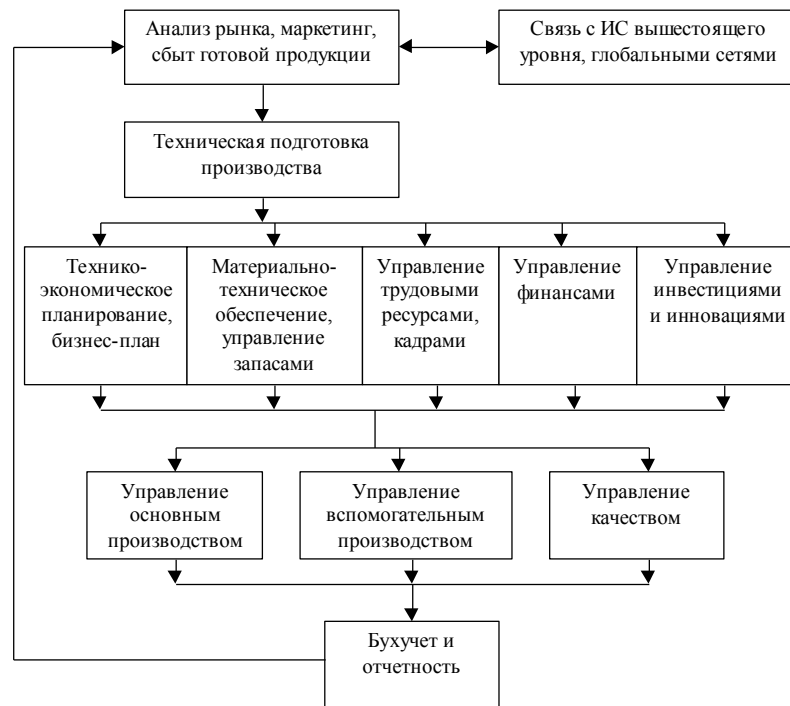 Анализ рынка, маркетинг,
сбыт готовой продукции
Связь с ИС вышестоящего
уровня, глобальными сетями
Техническая подготовка
производства
Технико-
экономическое
планирование,
бизнес-план
Материально-
техническое
обеспечение,
управление
запасами
Управление
трудовыми
ресурсами,
кадрами
Управление
финансами
Управление
инвестициями
и инновациями
Управление
основным
производством
Управление
вспомогательным
производством
Управление
качеством
Бухучет и
отчетность